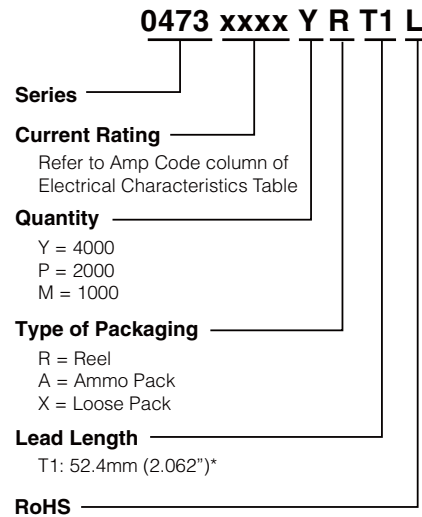 0473 xxxx Y R T1 L
Series
Current Rating
Refer to Amp Code column of
Electrical Characteristics Table
Quantity
Y = 4000
P = 2000
M = 1000
Type of Packaging
R = Reel
A = Ammo Pack
X = Loose Pack
Lead Length
T1: 52.4mm (2.062”)*
RoHS